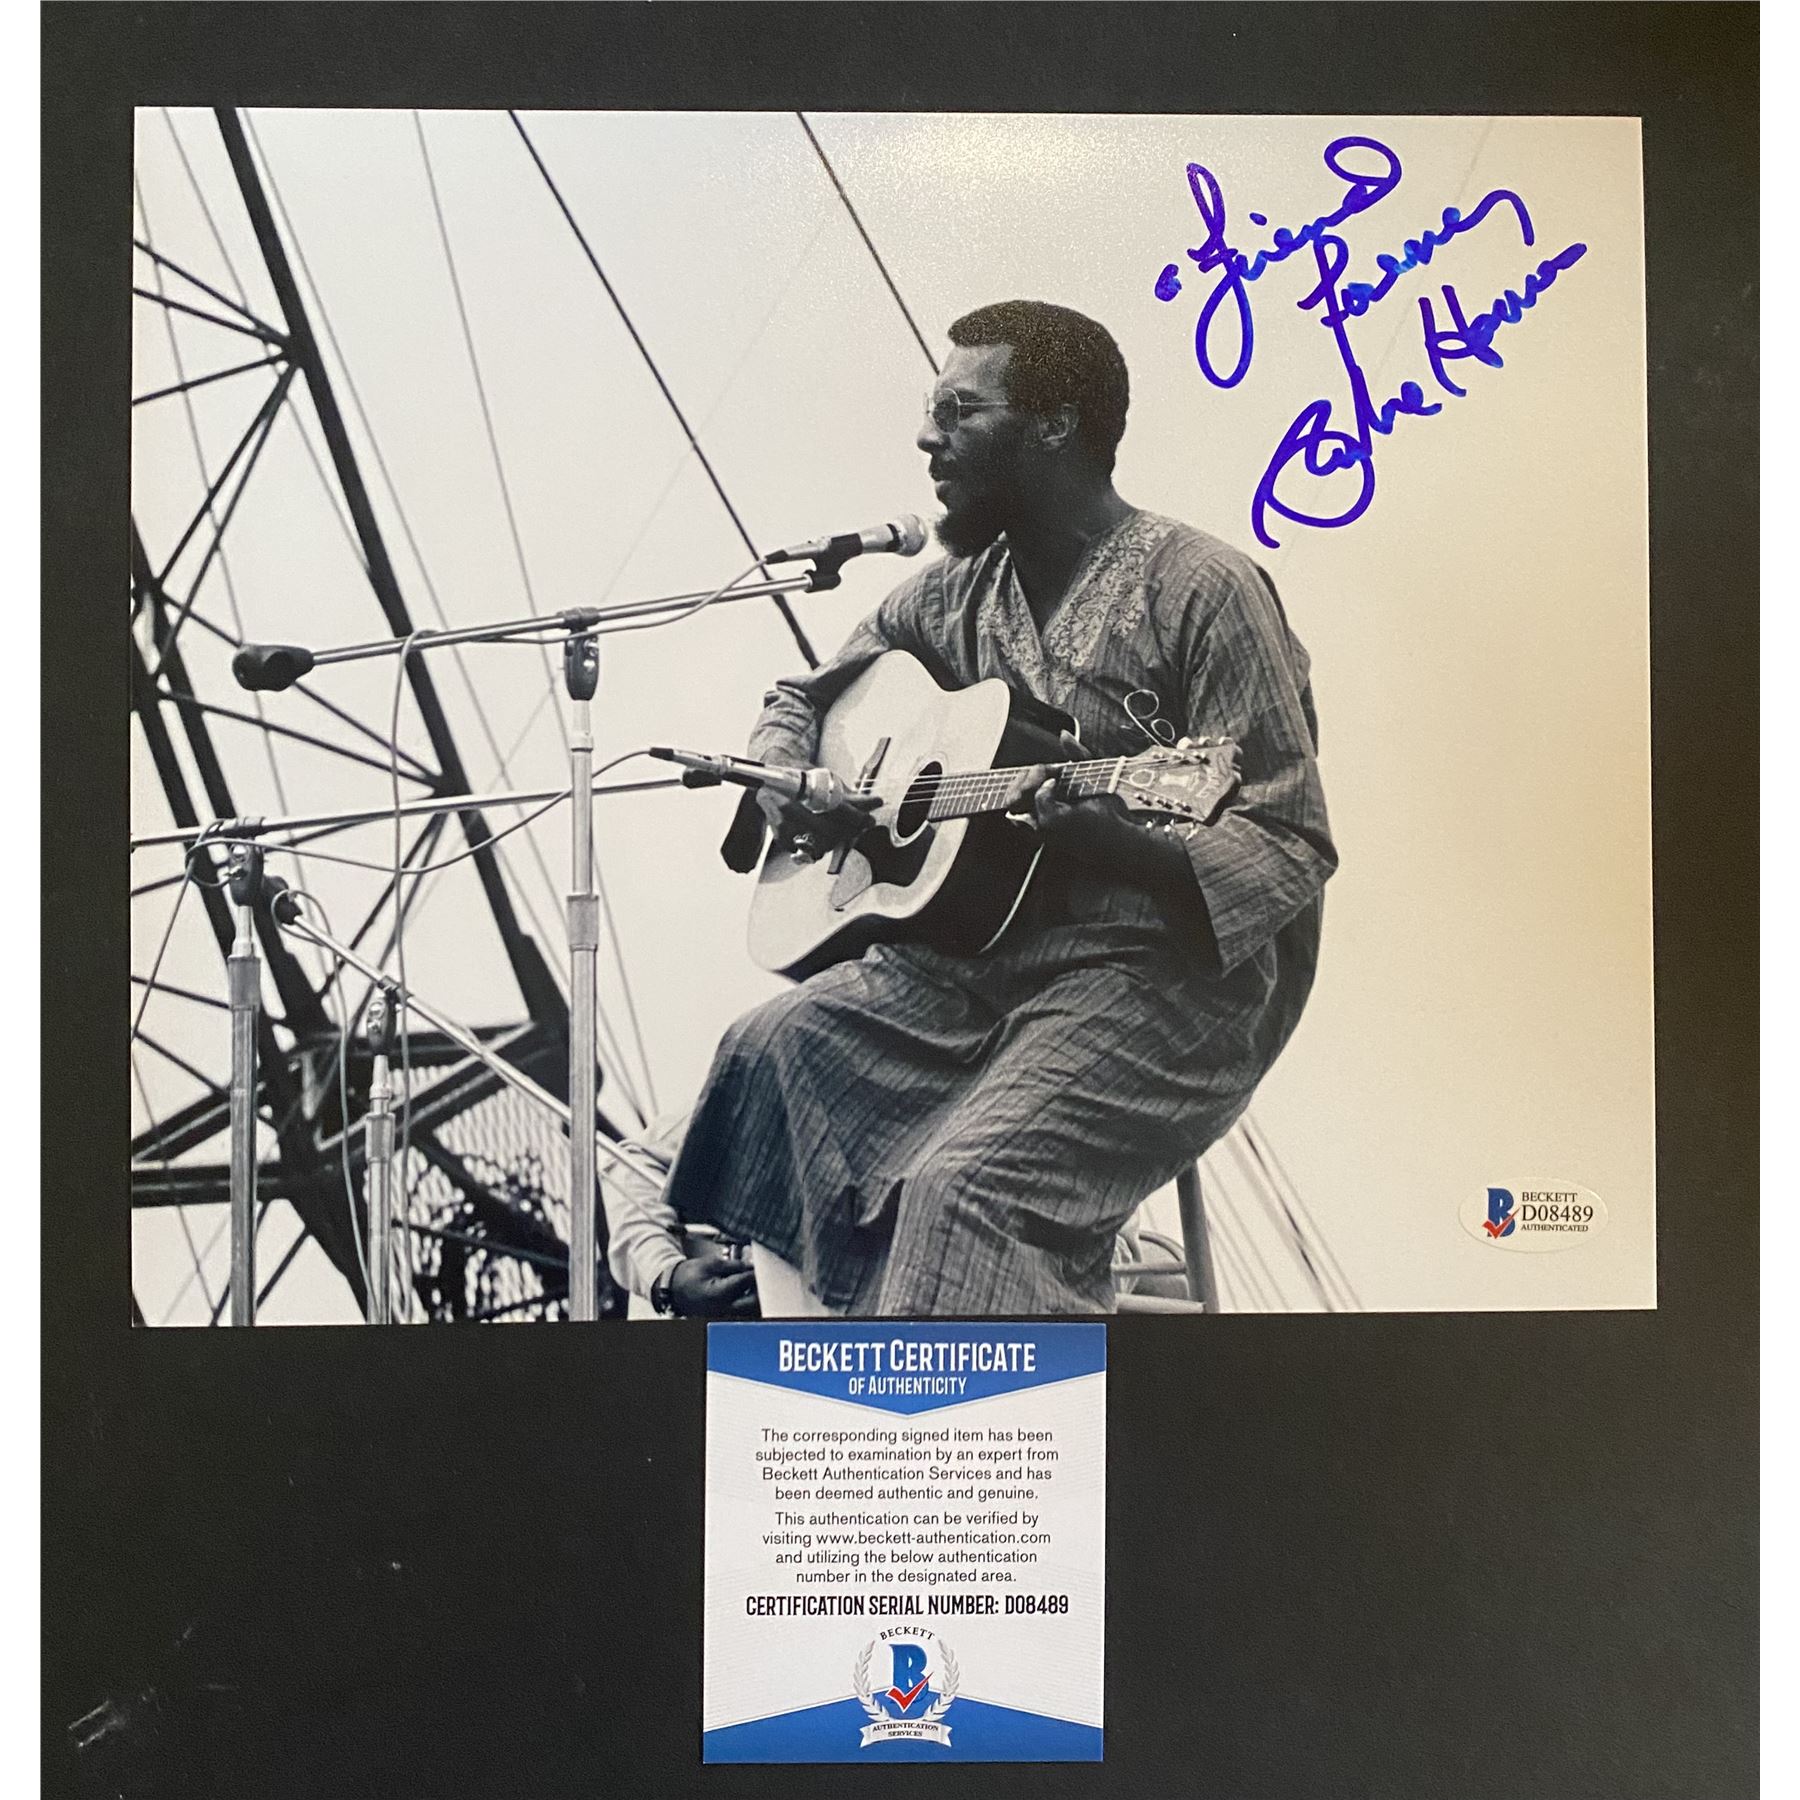 a friend
forever
Richie Havens
BECKETT
D08489
AUTHENTICATED
BECKETT CERTIFICATE
OF AUTHENTICITY
The corresponding signed item has been
subjected to examination by an expert from
Beckett Authentication Services and has
been deemed authentic and genuine.
This authentication can be verified by
visiting www.beckett-authentication.com
and utilizing the below authentication
number in the designated area.
CERTIFICATION SERIAL NUMBER: D08489
BECKETT
B
AUTHENTICATION
SERVICES